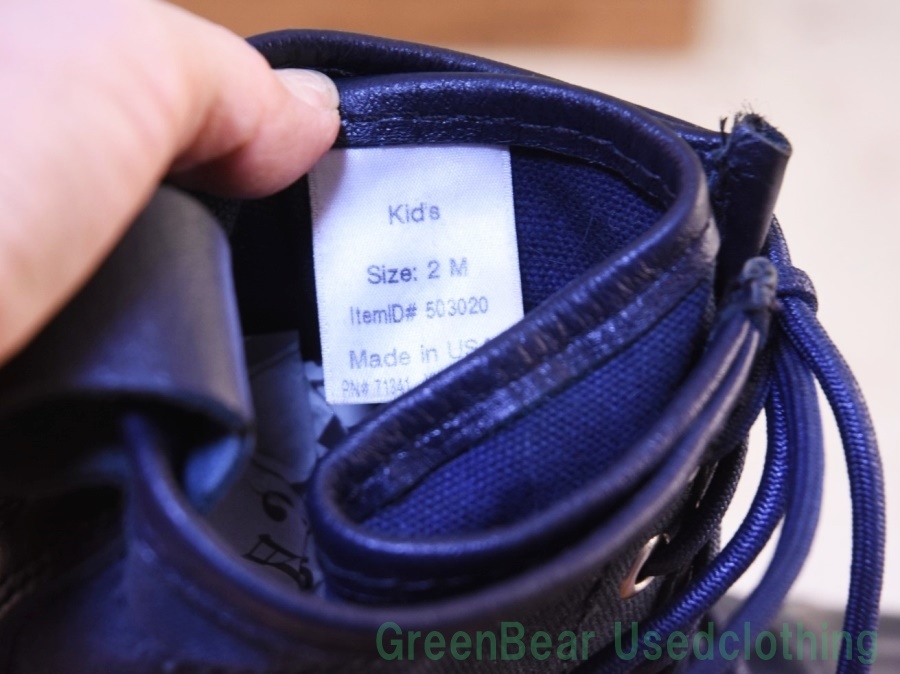 Kid's
Size: 2 M
ItemID# 503020
Made in USA
PN# 71341
GreenBear Usedclothing